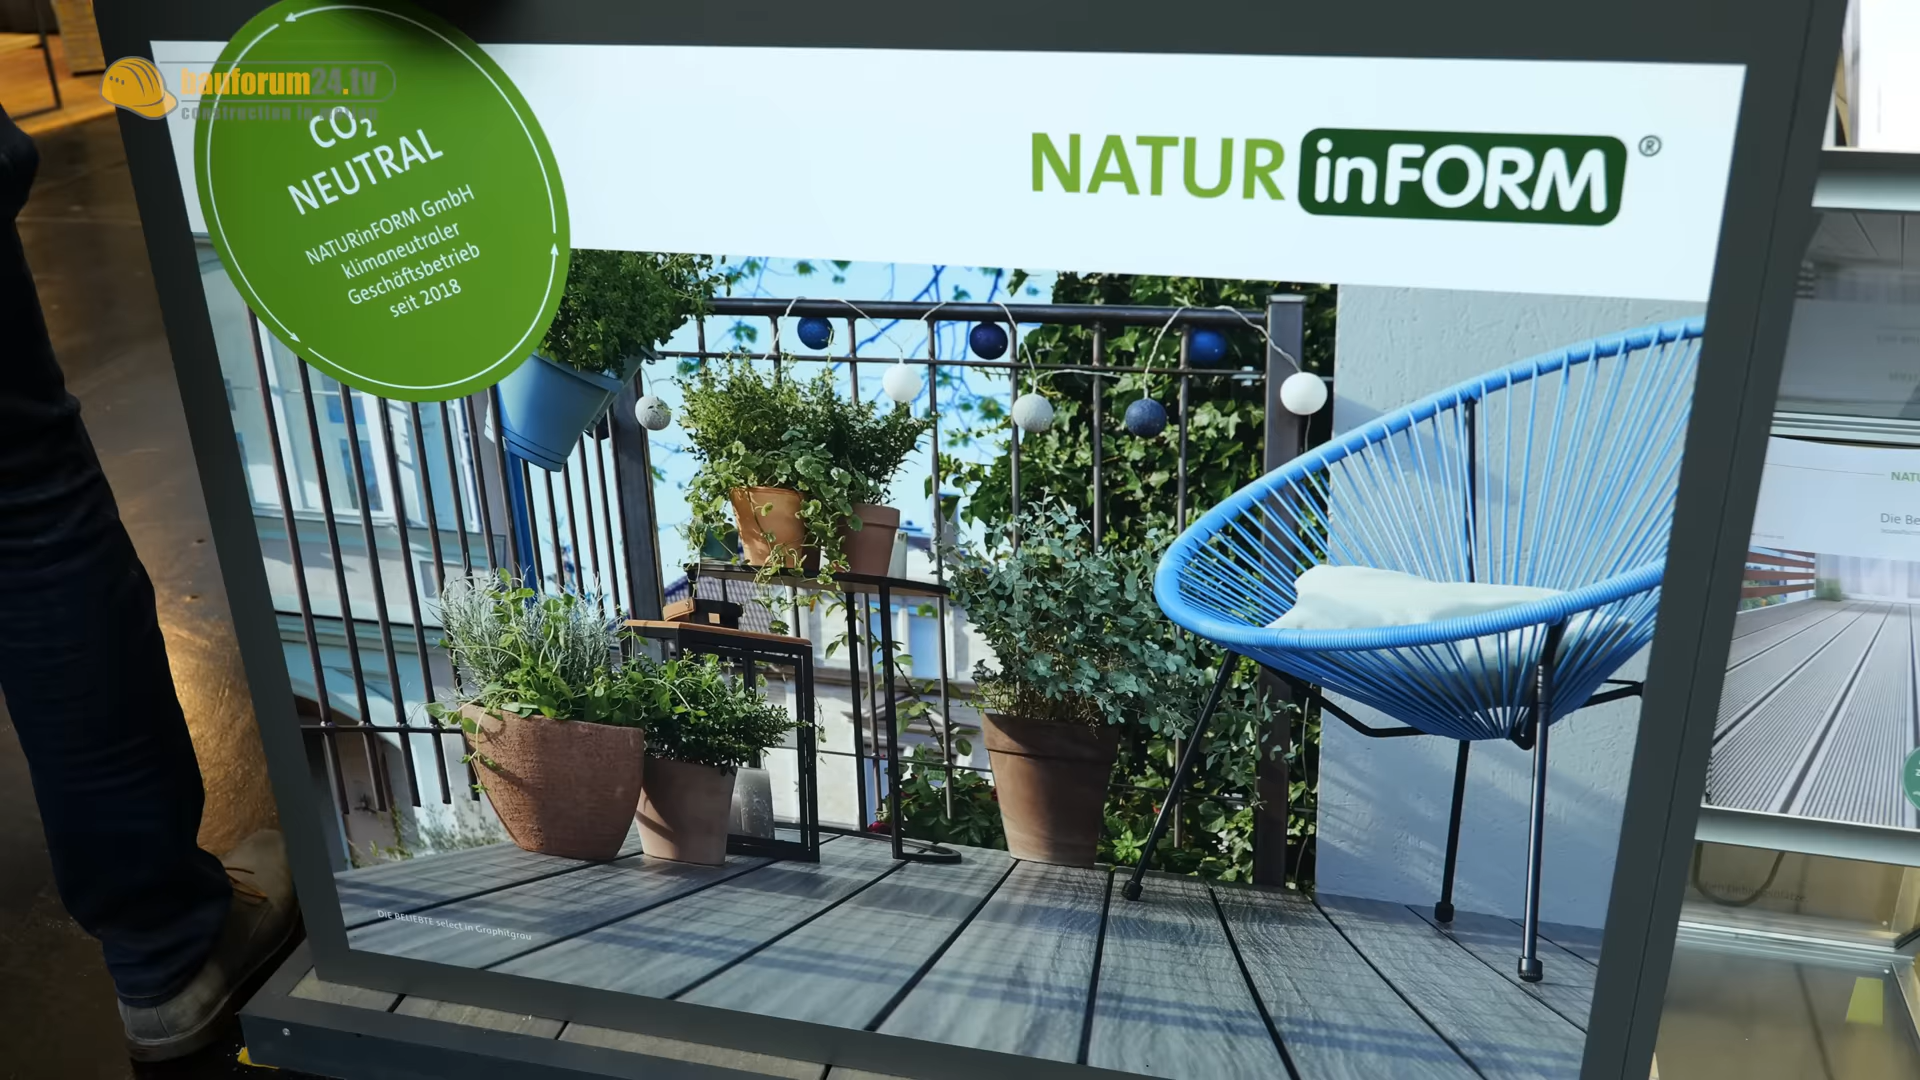 bauforum24.tv
CO₂
NEUTRAL
NATURinFORM GmbH
klimaneutraler
Geschäftsbetrieb
seit 2018
NATUR inFORM ®
DIE BELIEBTE select in Graphitgrau
NATU
Die Be